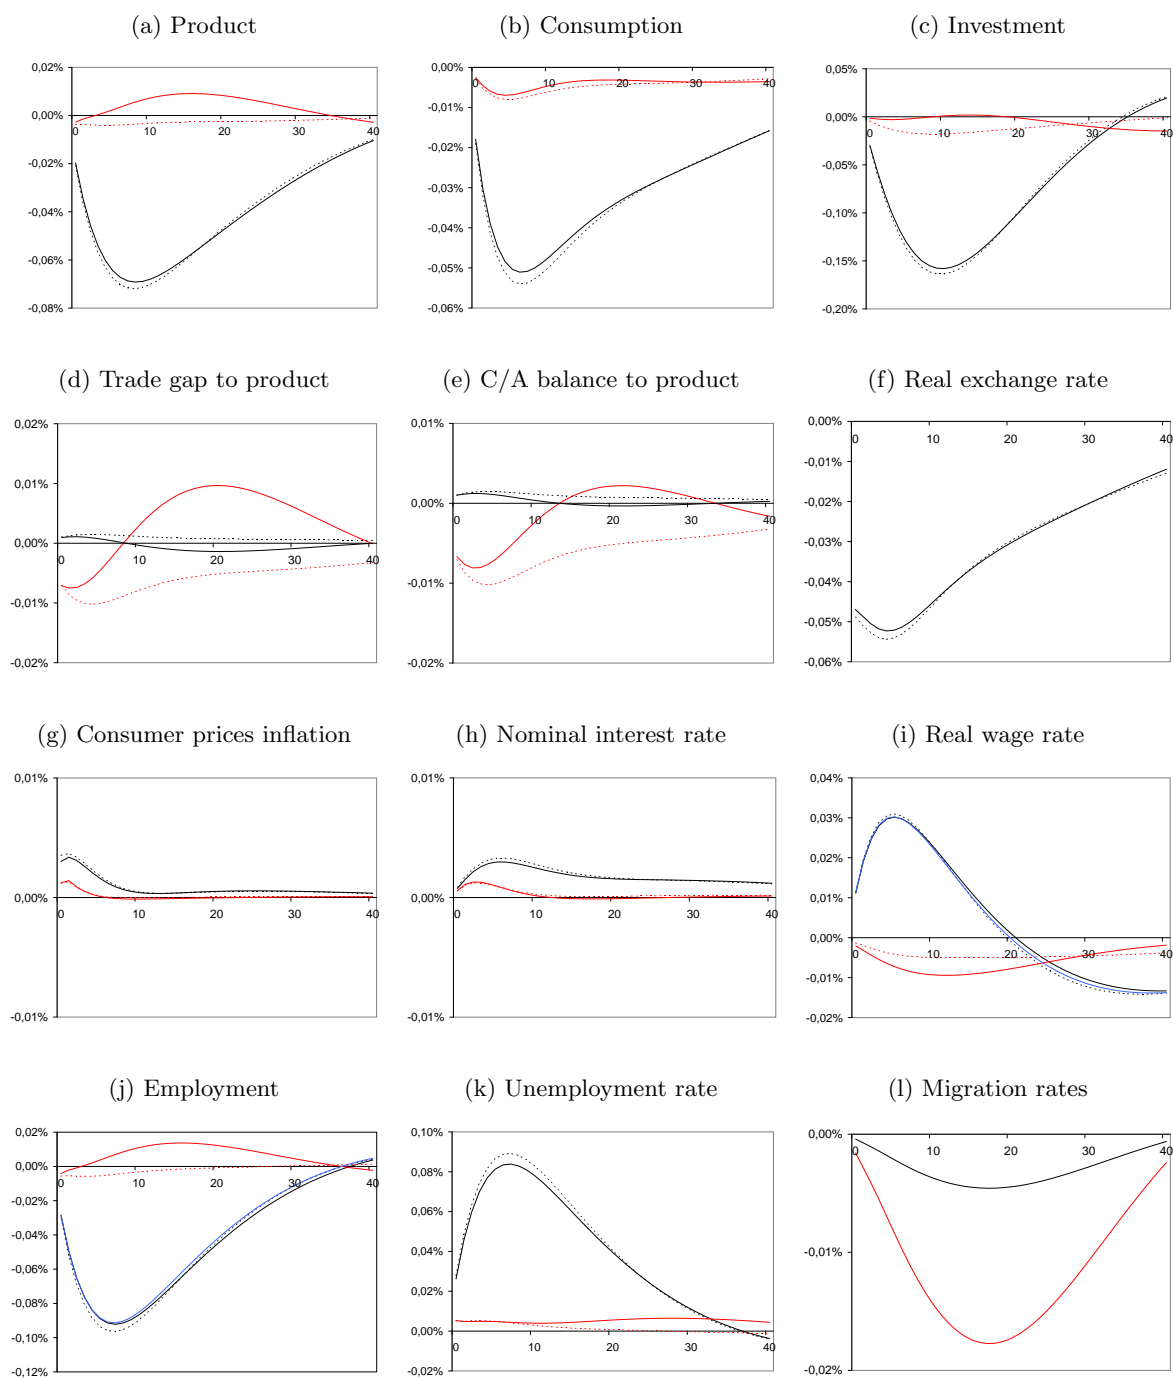 (a) Product
(b) Consumption
(c) Investment
0,02%
0,00%
-0,02%
-0,04%
-0,06%
-0,08%
0 10 20 30 40
0,00%
-0,01%
-0,02%
-0,03%
-0,04%
-0,05%
-0,06%
0 10 20 30 40
0,05%
0,00%
-0,05%
-0,10%
-0,15%
-0,20%
0 10 20 30 40
(d) Trade gap to product
(e) C/A balance to product
(f) Real exchange rate
0,02%
0,01%
0,00%
-0,01%
-0,02%
0 10 20 30 40
0,01%
0,00%
-0,01%
-0,02%
0 10 20 30 40
0,00%
-0,01%
-0,02%
-0,03%
-0,04%
-0,05%
-0,06%
0 10 20 30 40
(g) Consumer prices inflation
(h) Nominal interest rate
(i) Real wage rate
0,01%
0,00%
-0,01%
0 10 20 30 40
0,01%
0,00%
-0,01%
0 10 20 30 40
0,04%
0,03%
0,02%
0,01%
0,00%
-0,01%
-0,02%
0 10 20 30 40
(j) Employment
(k) Unemployment rate
(l) Migration rates
0,02%
0,00%
-0,02%
-0,04%
-0,06%
-0,08%
-0,10%
-0,12%
0 10 20 30 40
0,10%
0,08%
0,06%
0,04%
0,02%
0,00%
-0,02%
0 10 20 30 40
0,00%
-0,01%
-0,02%
0 10 20 30 40